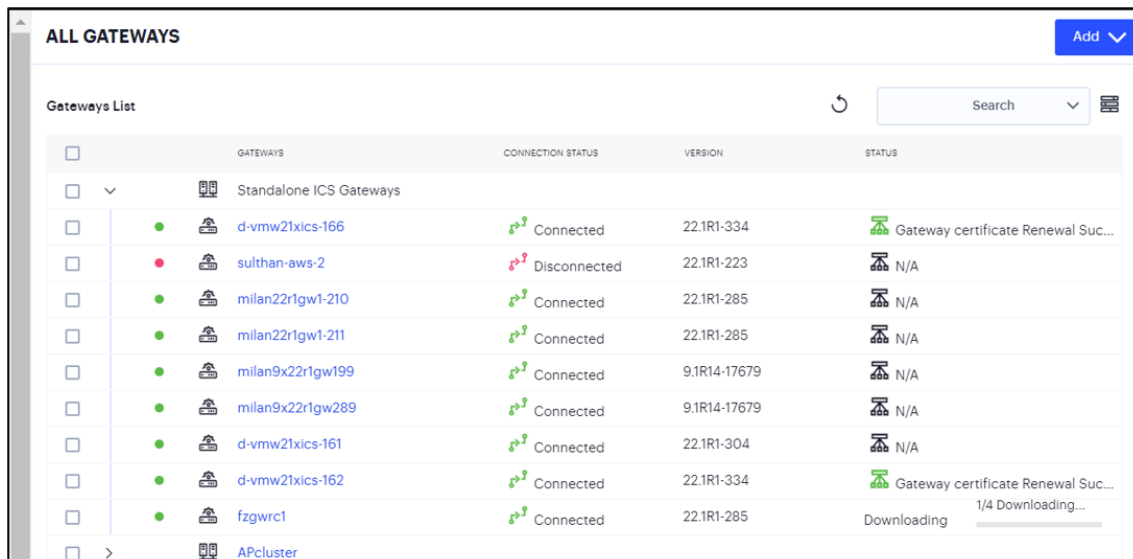 ALL GATEWAYS Add
Gateways List Search
GATEWAYS CONNECTION STATUS VERSION STATUS
Standalone ICS Gateways
d-vmw21xics-166 Connected 22.1R1-334 Gateway certificate Renewal Suc...
sulthan-aws-2 Disconnected 22.1R1-223 N/A
milan22r1gw1-210 Connected 22.1R1-285 N/A
milan22r1gw1-211 Connected 22.1R1-285 N/A
milan9x22r1gw199 Connected 9.1R14-17679 N/A
milan9x22r1gw289 Connected 9.1R14-17679 N/A
d-vmw21xics-161 Connected 22.1R1-304 N/A
d-vmw21xics-162 Connected 22.1R1-334 Gateway certificate Renewal Suc...
fzgwrc1 Connected 22.1R1-285 Downloading 1/4 Downloading...
APcluster